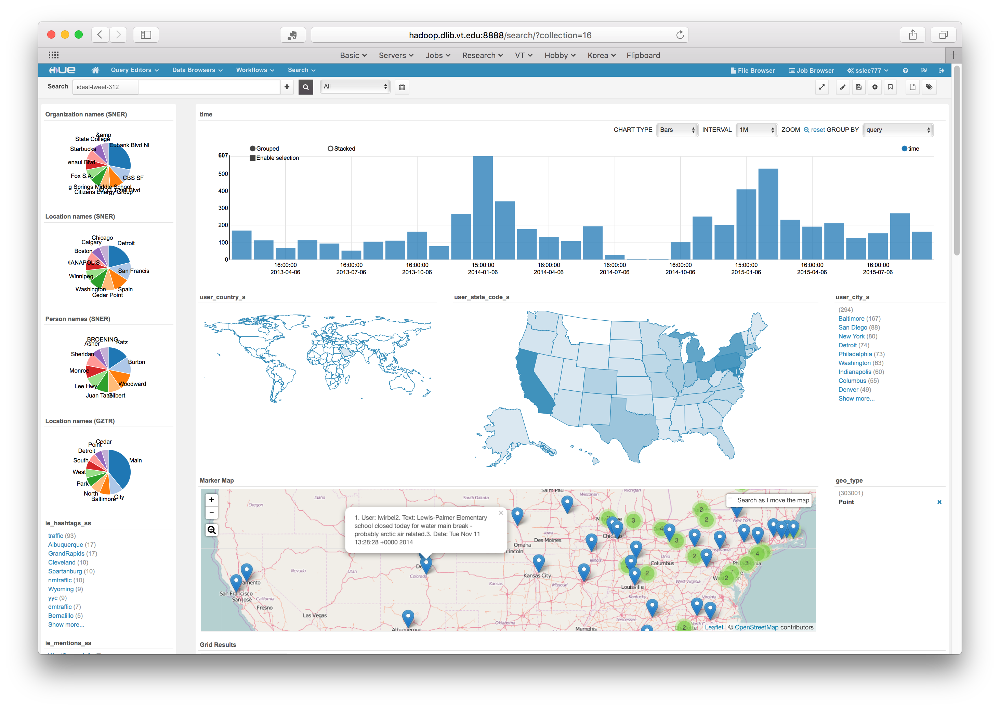 hadoop.dlib.vt.edu:8888/search/?collection=16
Basic Servers Jobs Research VT Hobby Korea Flipboard
HUE Query Editors Data Browsers Workflows Search File Browser Job Browser sslee777
Search ideal-tweet-312 All
Organization names (SNER)
&amp
State College
Eubank Blvd NI
Starbucks
enaul Blvd
Fox S.A.
CBS SF
g Springs Middle School
Citizens Energy Group
Location names (SNER)
Chicago
Calgary
Detroit
Boston
IANAPOLIS
San Francis
Winnipeg
Washington
Spain
Cedar Point
Person names (SNER)
BROENING
Asher
Katz
Sheridan
Burton
Monroe
Lee Hwy
Woodward
Juan Tabo
Gilbert
Location names (GZTR)
Cedar
Point
Detroit
South
Main
West
Park
North
Baltimore
City
ie_hashtags_ss
traffic (93)
Albuquerque (17)
GrandRapids (17)
Cleveland (10)
Spartanburg (10)
nmtraffic (10)
Wyoming (9)
yyc (9)
dmtraffic (7)
Bernalillo (5)
Show more...
ie_mentions_ss
time
CHART TYPE Bars INTERVAL 1M ZOOM reset GROUP BY query
Grouped Stacked time
Enable selection
607
500
400
300
200
100
0
16:00:00 16:00:00 16:00:00 15:00:00 16:00:00 16:00:00 16:00:00 15:00:00 16:00:00 16:00:00
2013-04-06 2013-07-06 2013-10-06 2014-01-06 2014-04-06 2014-07-06 2014-10-06 2015-01-06 2015-04-06 2015-07-06
user_country_s
user_state_code_s
user_city_s
(294)
Baltimore (167)
San Diego (88)
New York (80)
Detroit (74)
Philadelphia (73)
Washington (63)
Indianapolis (60)
Columbus (55)
Denver (49)
Show more...
Marker Map
+
−
Search as I move the map
1. User: lwirbel2. Text: Lewis-Palmer Elementary
school closed today for water main break -
probably arctic air related.3. Date: Tue Nov 11
13:28:28 +0000 2014
Saint Paul
Michigan
Wisconsin
Idaho
South Dakota
Oregon
New York
2
2
3
4
3
Chicago
Iowa
Des Moines
Omaha
Lincoln
Illinois
Ohio
Columbus
2
4
3
2
2
Nevada
Utah
Colorado
Kansas City
Kansas
Missouri
West Virginia
Louisville
San Francisco
San José
California
Fresno
Kentucky
Virginia
Las Vegas
Oklahoma
Tennessee
Albuquerque
Memphis
2
Leaflet | © OpenStreetMap contributors
geo_type
(303001)
Point
Grid Results